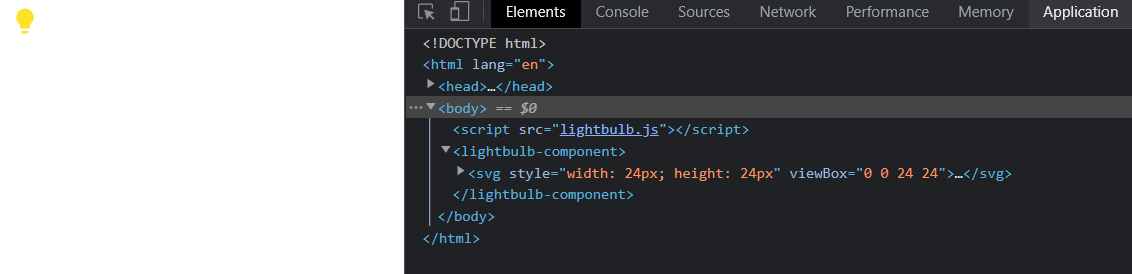 Elements Console Sources Network Performance Memory Application
<!DOCTYPE html>
<html lang="en">
<head>…</head>
<body> == $0
<script src="lightbulb.js"></script>
<lightbulb-component>
<svg style="width: 24px; height: 24px" viewBox="0 0 24 24">…</svg>
</lightbulb-component>
</body>
</html>